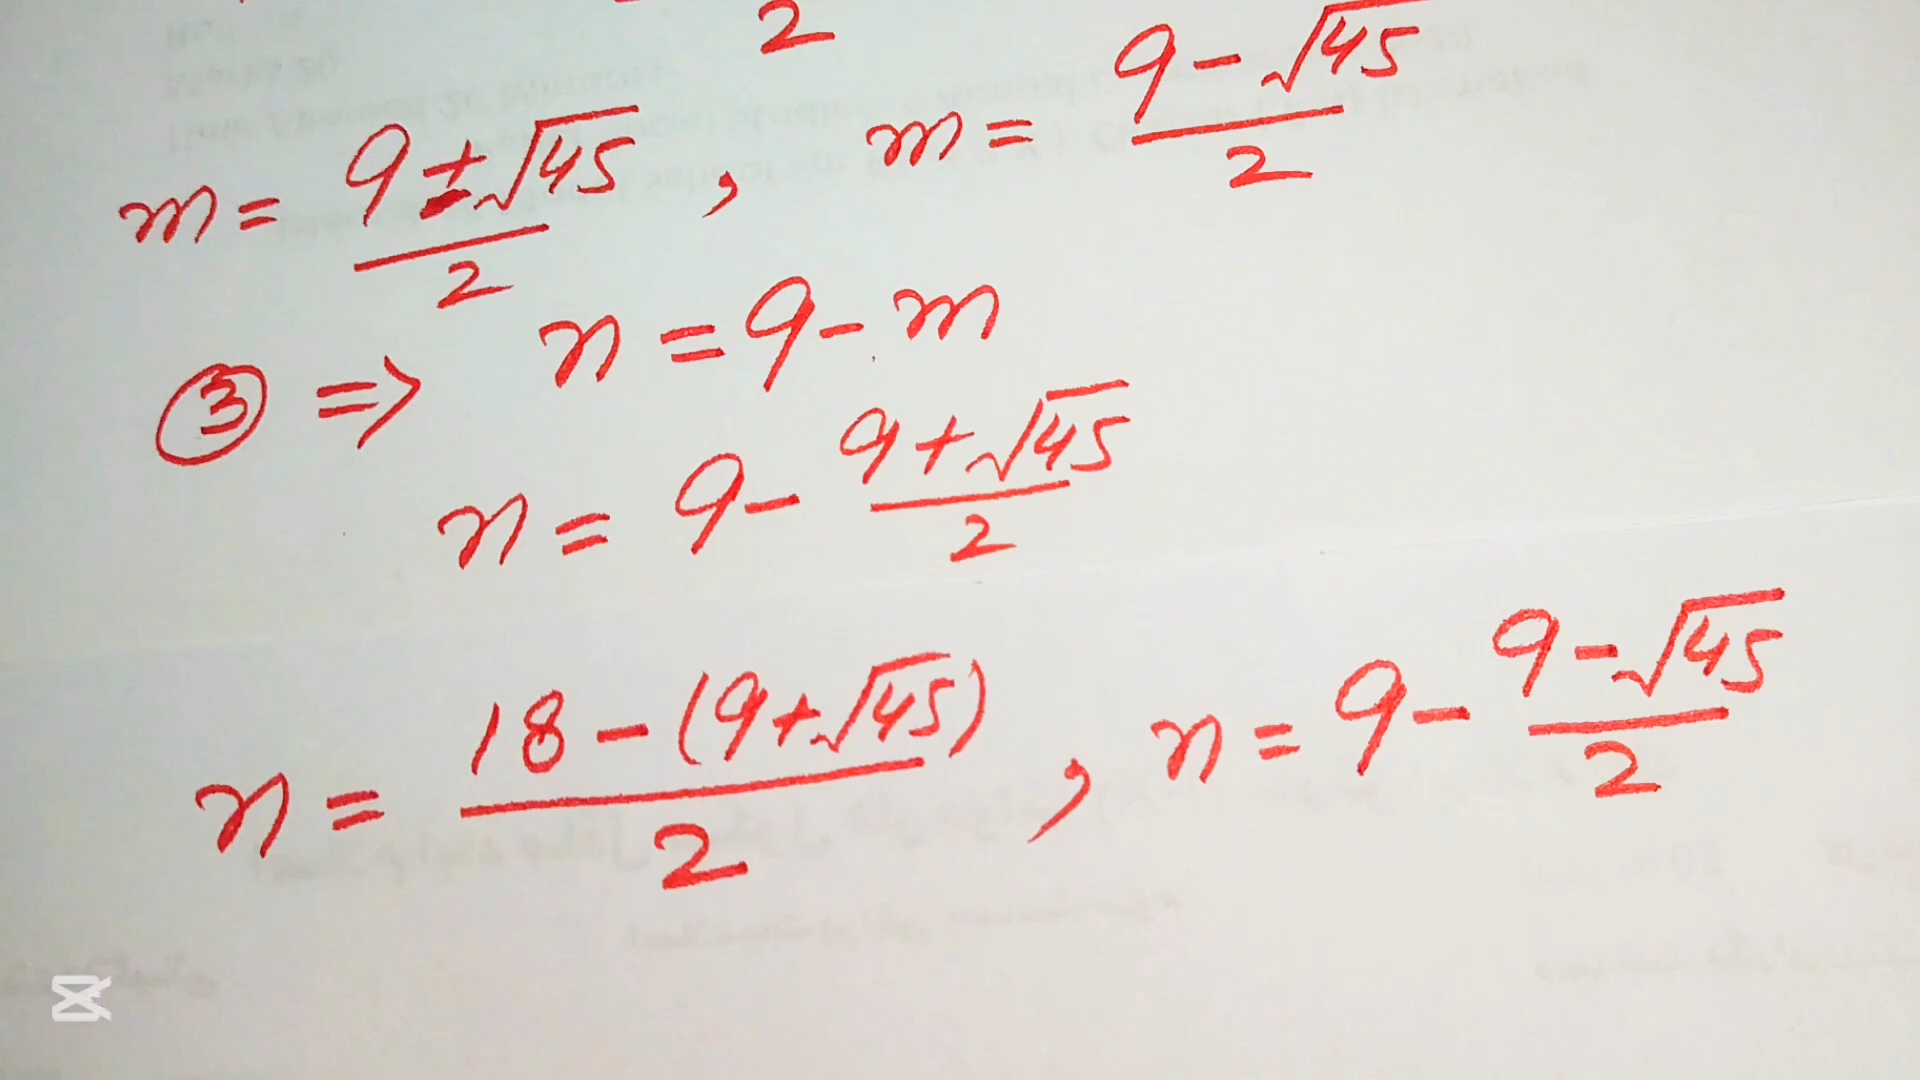 2
m = 9 ± √45 / 2 , m = 9 - √45 / 2
③ ⇒ n = 9 - m
n = 9 - 9 + √45 / 2
n = 18 - (9 + √45) / 2 , n = 9 - 9 - √45 / 2